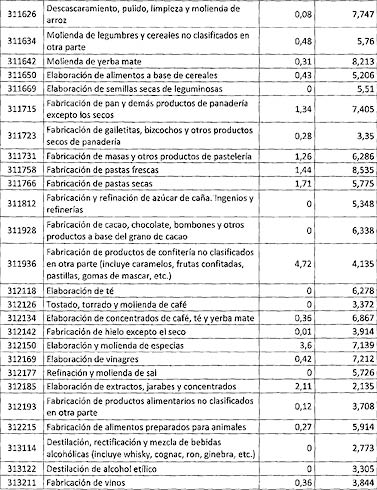 311626 Descascaramiento, pulido, limpieza y molienda de
arroz 0,08 7,747
311634 Molienda de legumbres y cereales no clasificados en
otra parte 0,48 5,76
311642 Molienda de yerba mate 0,31 8,213
311650 Elaboración de alimentos a base de cereales 0,43 5,206
311669 Elaboración de semillas secas de leguminosas 0 5,51
311715 Fabricación de pan y demás productos de panadería
excepto los secos 1,34 7,405
311723 Fabricación de galletitas, bizcochos y otros productos
secos de panadería 0,28 3,35
311731 Fabricación de masas y otros productos de pastelería 1,26 6,286
311758 Fabricación de pastas frescas 1,44 8,535
311766 Fabricación de pastas secas 1,71 5,775
311812 Fabricación y refinación de azúcar de caña. Ingenios y
refinerías 0 5,348
311928 Fabricación de cacao, chocolate, bombones y otros
productos a base del grano de cacao 0 6,338
311936 Fabricación de productos de confitería no clasificados
en otra parte (incluye caramelos, frutas confitadas,
pastillas, gomas de mascar, etc.) 4,72 4,135
312118 Elaboración de té 0 6,278
312126 Tostado, torrado y molienda de café 0 3,372
312134 Elaboración de concentrados de café, té y yerba mate 0,36 6,867
312142 Fabricación de hielo excepto el seco 0,01 3,914
312150 Elaboración y molienda de especias 3,6 7,139
312169 Elaboración de vinagres 0,42 7,212
312177 Refinación y molienda de sal 0 5,726
312185 Elaboración de extractos, jarabes y concentrados 2,11 2,135
312193 Fabricación de productos alimentarios no clasificados
en otra parte 0,12 3,708
312215 Fabricación de alimentos preparados para animales 0,27 5,914
313114 Destilación, rectificación y mezcla de bebidas
alcohólicas (incluye whisky, cognac, ron, ginebra, etc.) 0 2,773
313122 Destilación de alcohol etílico 0 3,305
313211 Fabricación de vinos 0,36 3,844